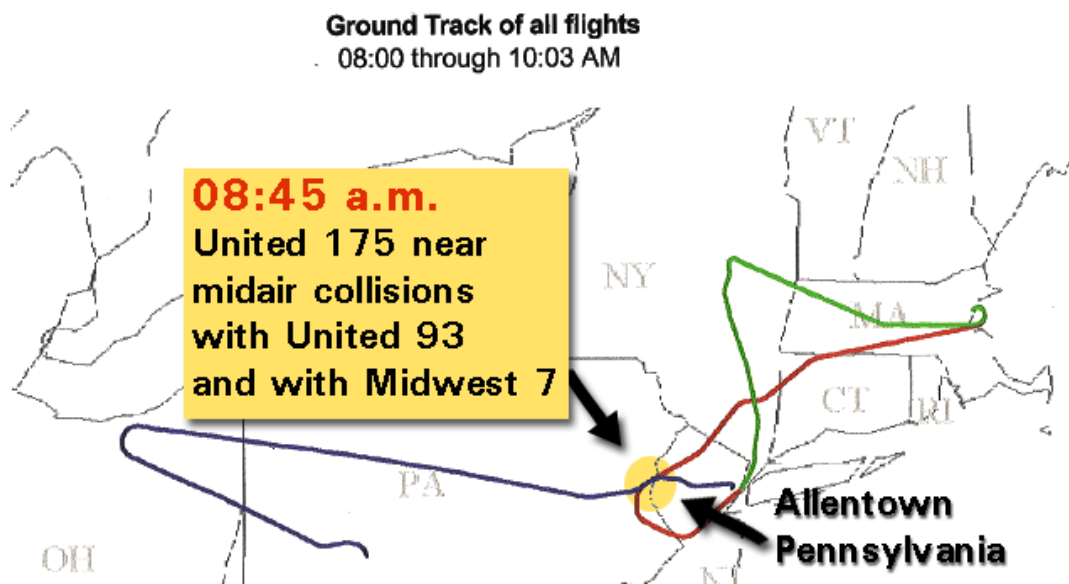 Ground Track of all flights
08:00 through 10:03 AM
VT
NH
08:45 a.m.
United 175 near
midair collisions
with United 93
and with Midwest 7
NY
MA
CT
RI
PA
Allentown
Pennsylvania
OH
NJ